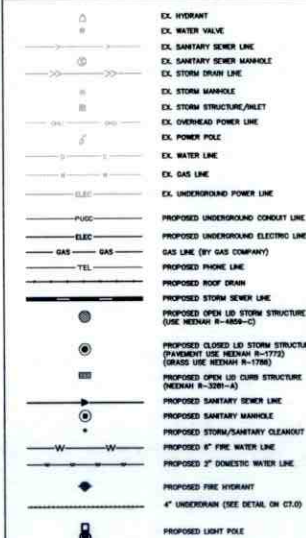 EX. HYDRANT
EX. WATER VALVE
EX. SANITARY SEWER LINE
EX. SANITARY SEWER MANHOLE
EX. STORM DRAIN LINE
EX. STORM MANHOLE
EX. STORM STRUCTURE/INLET
EX. OVERHEAD POWER LINE
EX. POWER POLE
EX. WATER LINE
EX. GAS LINE
ELEC EX. UNDERGROUND POWER LINE
PUGC PROPOSED UNDERGROUND CONDUIT LINE
ELEC PROPOSED UNDERGROUND ELECTRIC LINE
GAS GAS GAS LINE (BY GAS COMPANY)
TEL PROPOSED PHONE LINE
PROPOSED ROOF DRAIN
PROPOSED STORM SEWER LINE
PROPOSED OPEN LID STORM STRUCTURE
(USE NEENAH R-4859-C)
PROPOSED CLOSED LID STORM STRUCTU
(PAVEMENT USE NEENAH R-1772)
(GRASS USE NEENAH R-1786)
PROPOSED OPEN LID CURB STRUCTURE
(NEENAH R-3281-A)
PROPOSED SANITARY SEWER LINE
PROPOSED SANITARY MANHOLE
PROPOSED STORM/SANITARY CLEANOUT
W W PROPOSED 8" FIRE WATER LINE
PROPOSED 2" DOMESTIC WATER LINE
PROPOSED FIRE HYDRANT
4" UNDERDRAIN (SEE DETAIL ON C7.0)
PROPOSED LIGHT POLE